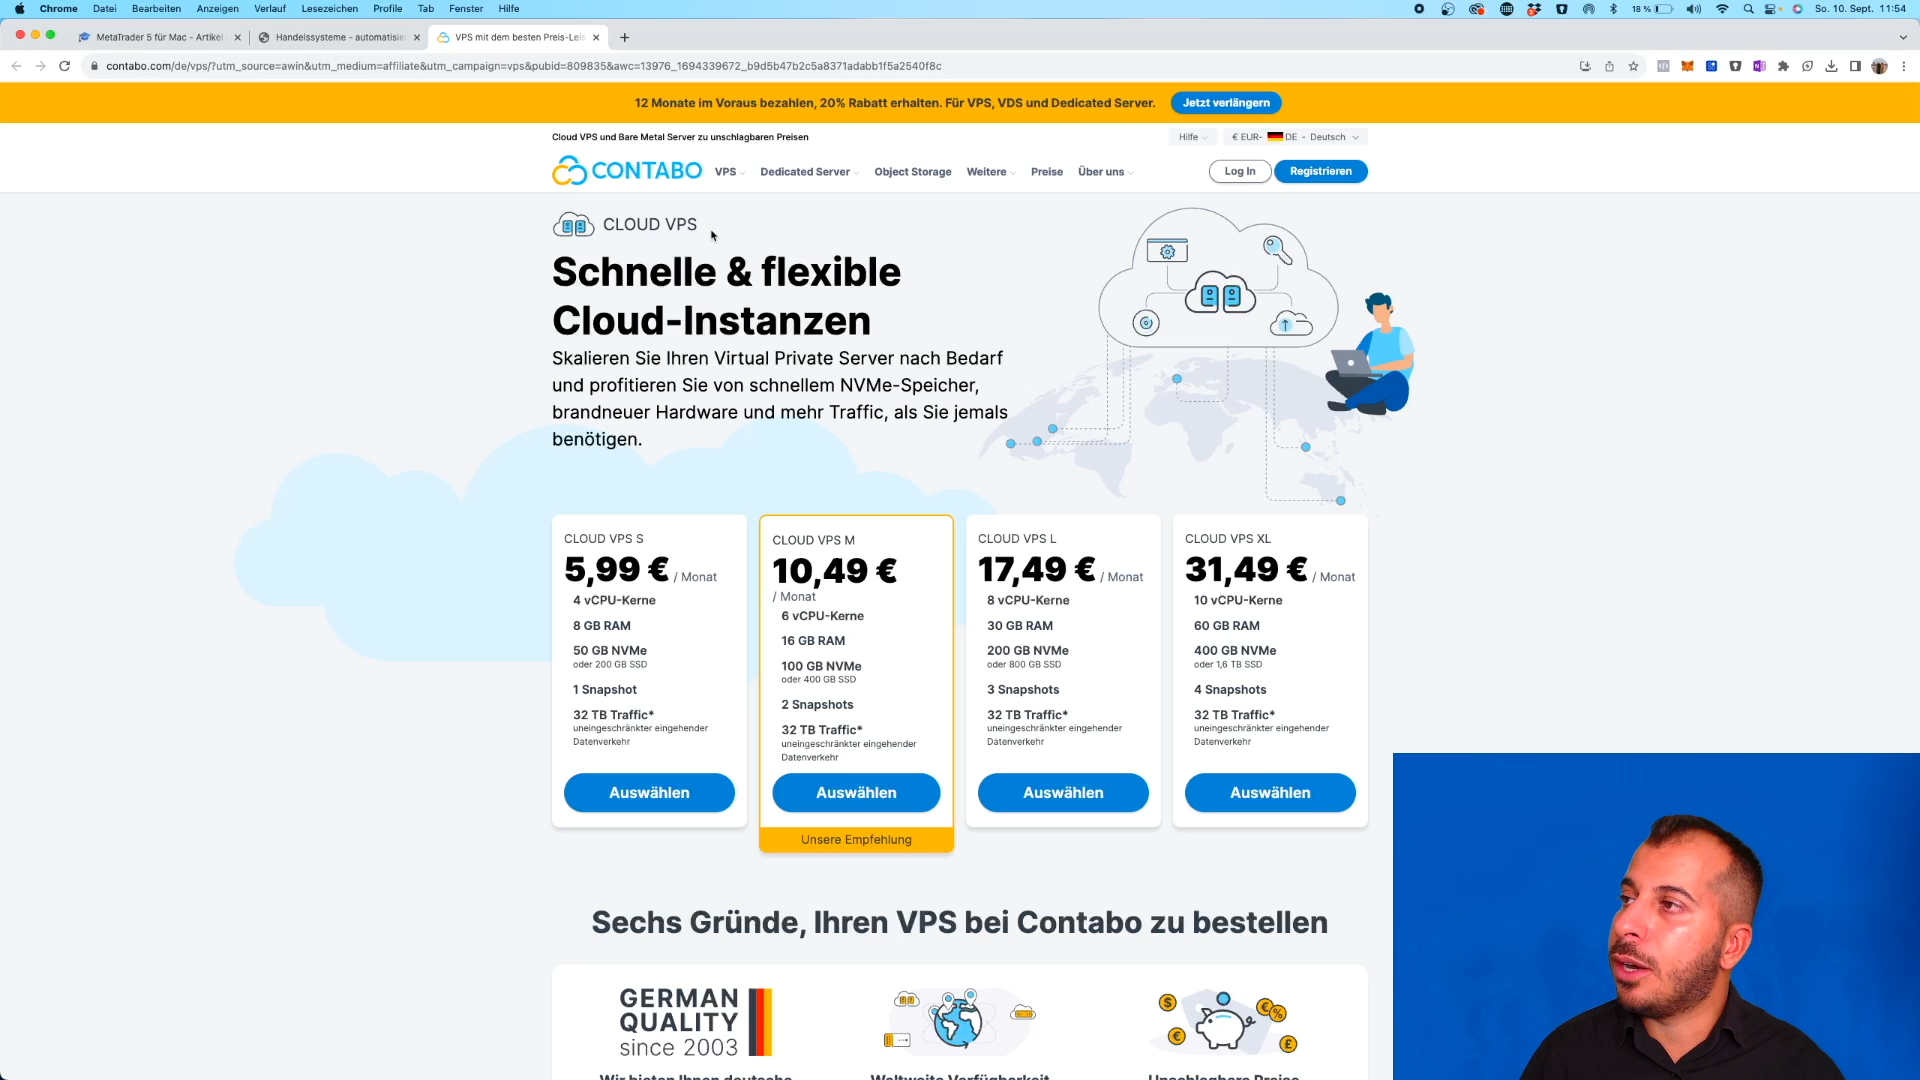 Chrome Datei Bearbeiten Anzeigen Verlauf Lesezeichen Profile Tab Fenster Hilfe
18 % So. 10. Sept. 11:54
MetaTrader 5 für Mac - Artikel
Handelssysteme - automatisie
VPS mit dem besten Preis-Leis
contabo.com/de/vps/?utm_source=awin&utm_medium=affiliate&utm_campaign=vps&pubid=809835&awc=13976_1694339672_b9d5b47b2c5a8371adabb1f5a2540f8c
12 Monate im Voraus bezahlen, 20% Rabatt erhalten. Für VPS, VDS und Dedicated Server. Jetzt verlängern
Cloud VPS und Bare Metal Server zu unschlagbaren Preisen
Hilfe
€ EUR- DE - Deutsch
CONTABO VPS Dedicated Server Object Storage Weitere Preise Über uns Log In Registrieren
CLOUD VPS
Schnelle & flexible
Cloud-Instanzen
Skalieren Sie Ihren Virtual Private Server nach Bedarf
und profitieren Sie von schnellem NVMe-Speicher,
brandneuer Hardware und mehr Traffic, als Sie jemals
benötigen.
CLOUD VPS S
5,99 € / Monat
4 vCPU-Kerne
8 GB RAM
50 GB NVMe
oder 200 GB SSD
1 Snapshot
32 TB Traffic*
uneingeschränkter eingehender
Datenverkehr
Auswählen
CLOUD VPS M
10,49 €
/ Monat
6 vCPU-Kerne
16 GB RAM
100 GB NVMe
oder 400 GB SSD
2 Snapshots
32 TB Traffic*
uneingeschränkter eingehender
Datenverkehr
Auswählen
Unsere Empfehlung
CLOUD VPS L
17,49 € / Monat
8 vCPU-Kerne
30 GB RAM
200 GB NVMe
oder 800 GB SSD
3 Snapshots
32 TB Traffic*
uneingeschränkter eingehender
Datenverkehr
Auswählen
CLOUD VPS XL
31,49 € / Monat
10 vCPU-Kerne
60 GB RAM
400 GB NVMe
oder 1,6 TB SSD
4 Snapshots
32 TB Traffic*
uneingeschränkter eingehender
Datenverkehr
Auswählen
Sechs Gründe, Ihren VPS bei Contabo zu bestellen
GERMAN
QUALITY
since 2003
Wir bieten Ihnen deutsche
Weltweite Verfügbarkeit
Unschlagbare Preise